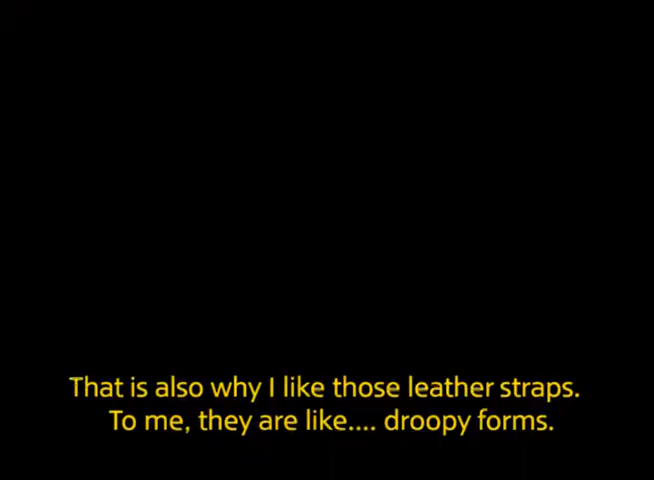 That is also why I like those leather straps.
To me, they are like.... droopy forms.